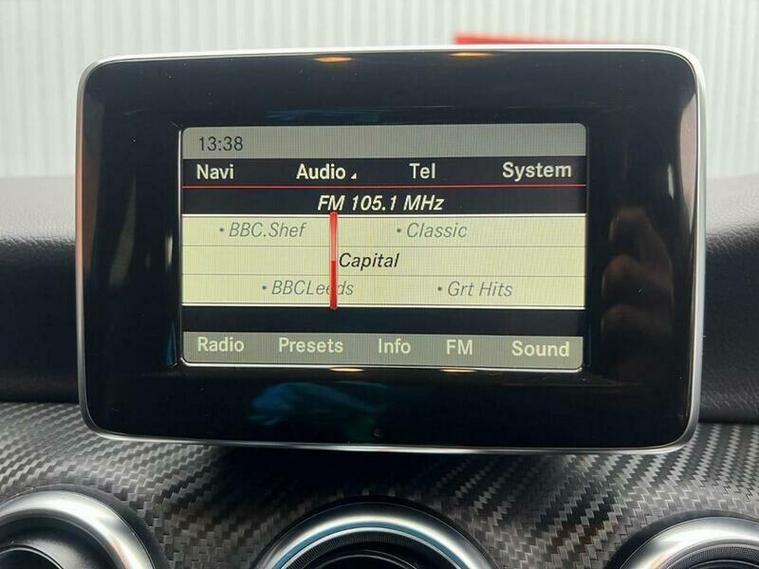 13:38
Navi Audio Tel System
FM 105.1 MHz
• BBC.Shef • Classic
Capital
• BBCLeeds • Grt Hits
Radio Presets Info FM Sound